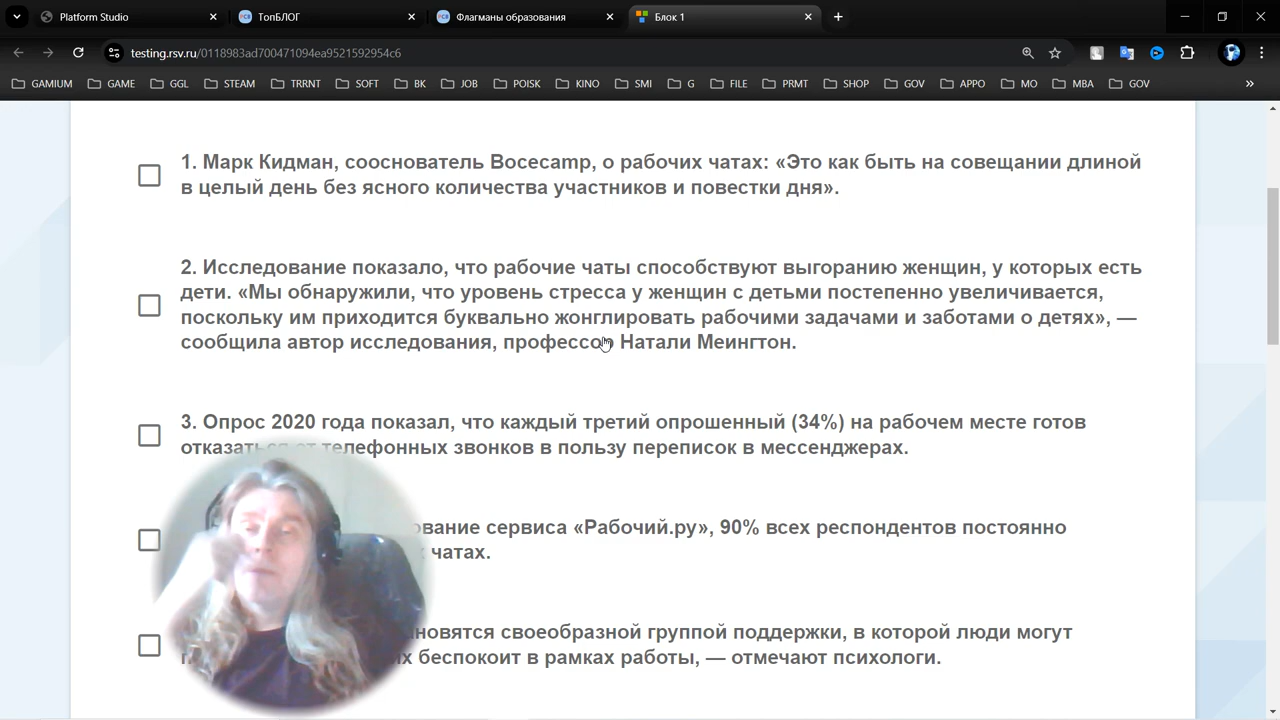 Platform Studio
ТопБЛОГ
Флагманы образования
Блок 1
testing.rsv.ru/0118983ad700471094ea9521592954c6
GAMIUM GAME GGL STEAM TRRNT SOFT BK JOB POISK KINO SMI G FILE PRMT SHOP GOV APPO MO MBA GOV
1. Марк Кидман, сооснователь Bocecamp, о рабочих чатах: «Это как быть на совещании длиной
в целый день без ясного количества участников и повестки дня».
2. Исследование показало, что рабочие чаты способствуют выгоранию женщин, у которых есть
дети. «Мы обнаружили, что уровень стресса у женщин с детьми постепенно увеличивается,
поскольку им приходится буквально жонглировать рабочими задачами и заботами о детях», —
сообщила автор исследования, профессор Натали Меингтон.
3. Опрос 2020 года показал, что каждый третий опрошенный (34%) на рабочем месте готов
отказаться от телефонных звонков в пользу переписок в мессенджерах.
сервиса «Рабочий.ру», 90% всех респондентов постоянно
чатах.
своеобразной группой поддержки, в которой люди могут
беспокоит в рамках работы, — отмечают психологи.